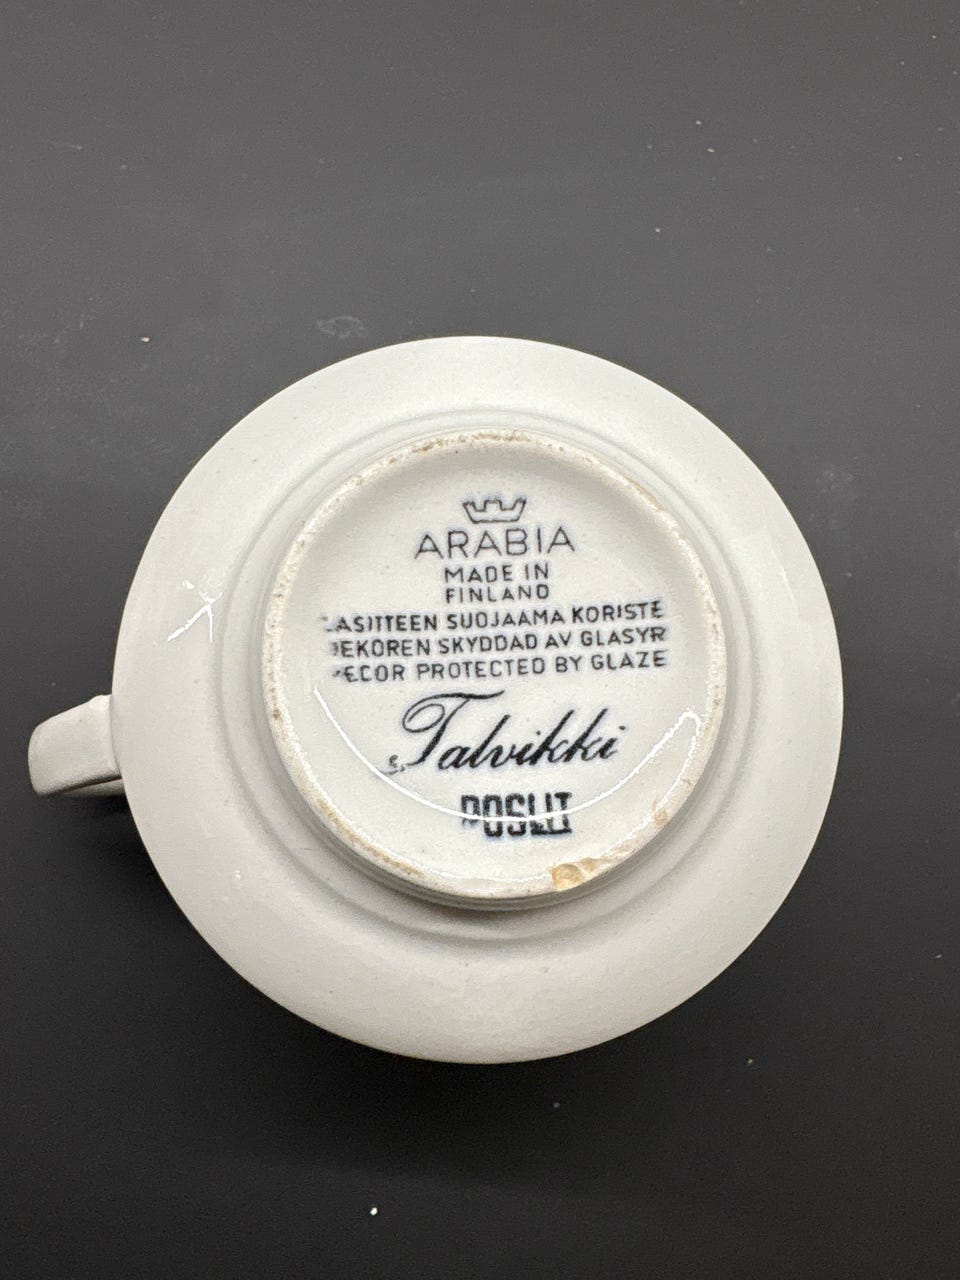 ARABIA
MADE IN
FINLAND
LASITTEEN SUOJAAMA KORISTE
DEKOREN SKYDDAD AV GLASYR
DECOR PROTECTED BY GLAZE
Talvikki